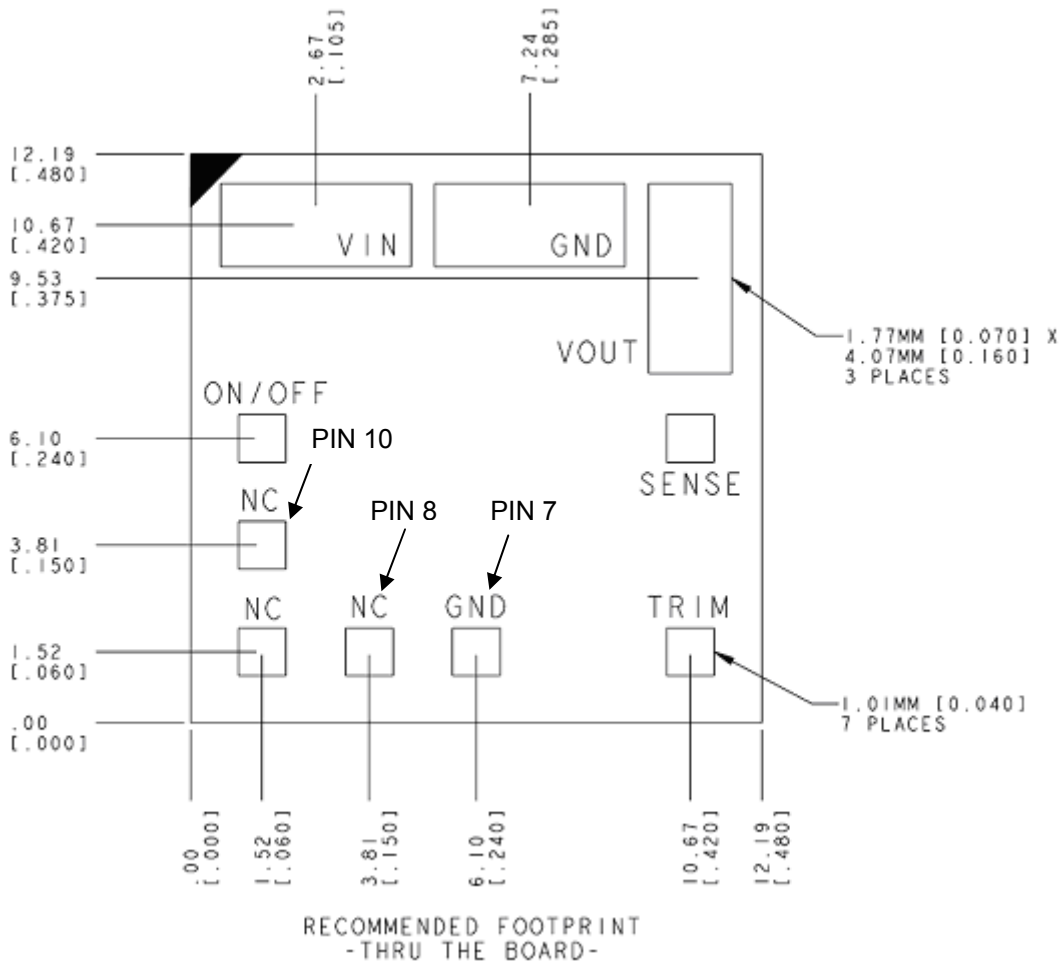 2.67
[.105]
7.24
[.285]
12.19
[.480]
10.67
[.420]
VIN
GND
9.53
[.375]
1.77MM [0.070] X
4.07MM [0.160]
3 PLACES
VOUT
ON/OFF
6.10
[.240]
PIN 10
SENSE
NC
PIN 8
PIN 7
3.81
[.150]
NC
NC
GND
TRIM
1.52
[.060]
1.01MM [0.040]
7 PLACES
.00
[.000]
.00
[.000]
1.52
[.060]
3.81
[.150]
6.10
[.240]
10.67
[.420]
12.19
[.480]
RECOMMENDED FOOTPRINT
-THRU THE BOARD-